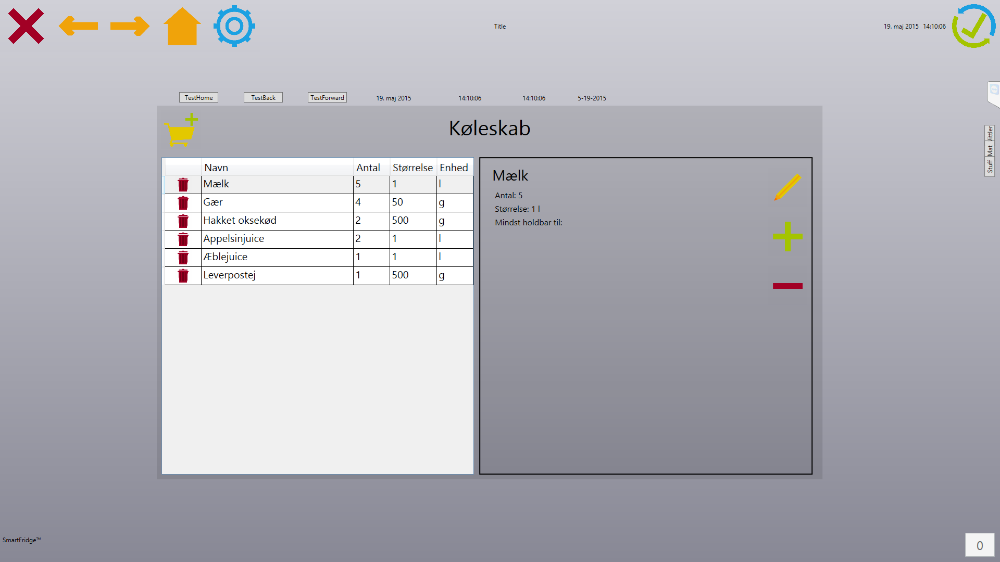 Title
19. maj 2015 14:10:06
TestHome TestBack TestForward 19. maj 2015 14:10:06 14:10:06 5-19-2015
Køleskab
Navn Antal Størrelse Enhed
Mælk 5 1 l
Gær 4 50 g
Hakket oksekød 2 500 g
Appelsinjuice 2 1 l
Æblejuice 1 1 l
Leverpostej 1 500 g
Mælk
Antal: 5
Størrelse: 1 l
Mindst holdbar til:
Mat
Stuff
SmartFridge™
0